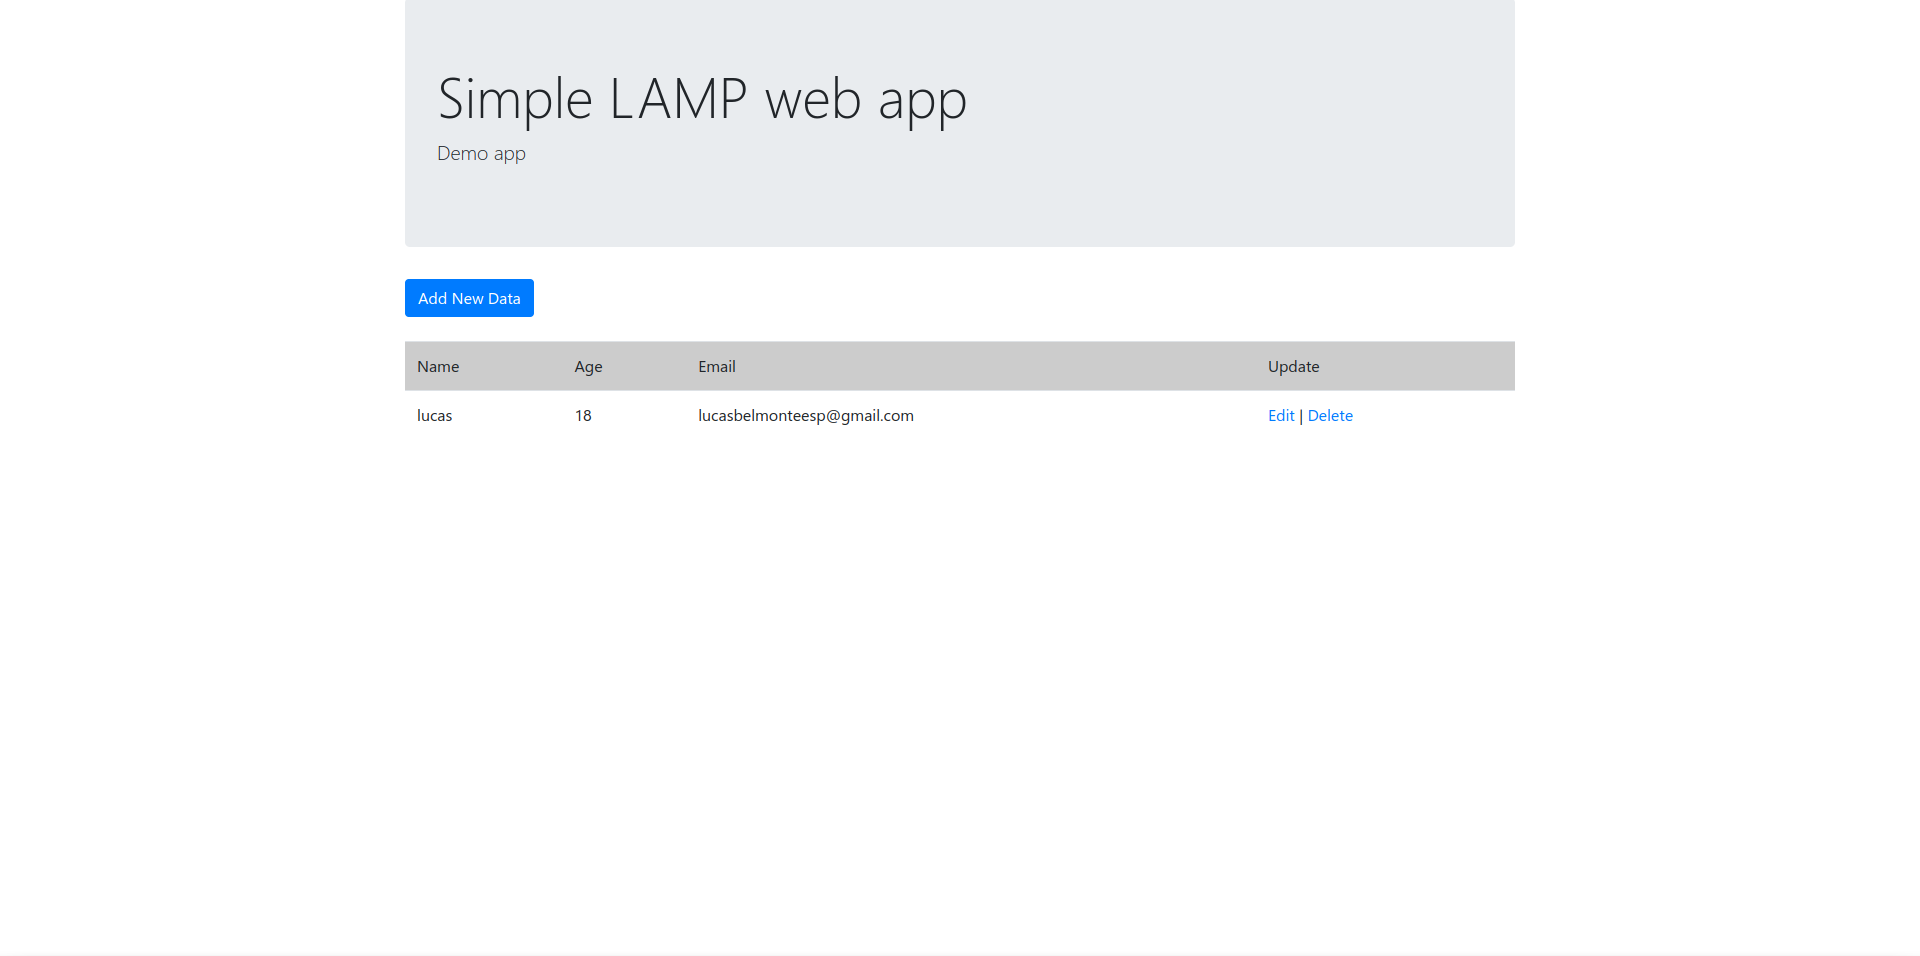 Simple LAMP web app
Demo app
Add New Data
Name Age Email Update
lucas 18 lucasbelmonteesp@gmail.com Edit | Delete